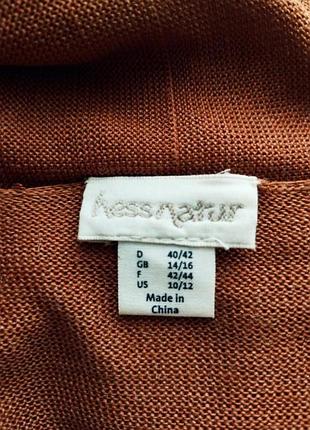 hessnatur
D 40/42
GB 14/16
F 42/44
US 10/12
Made in
China